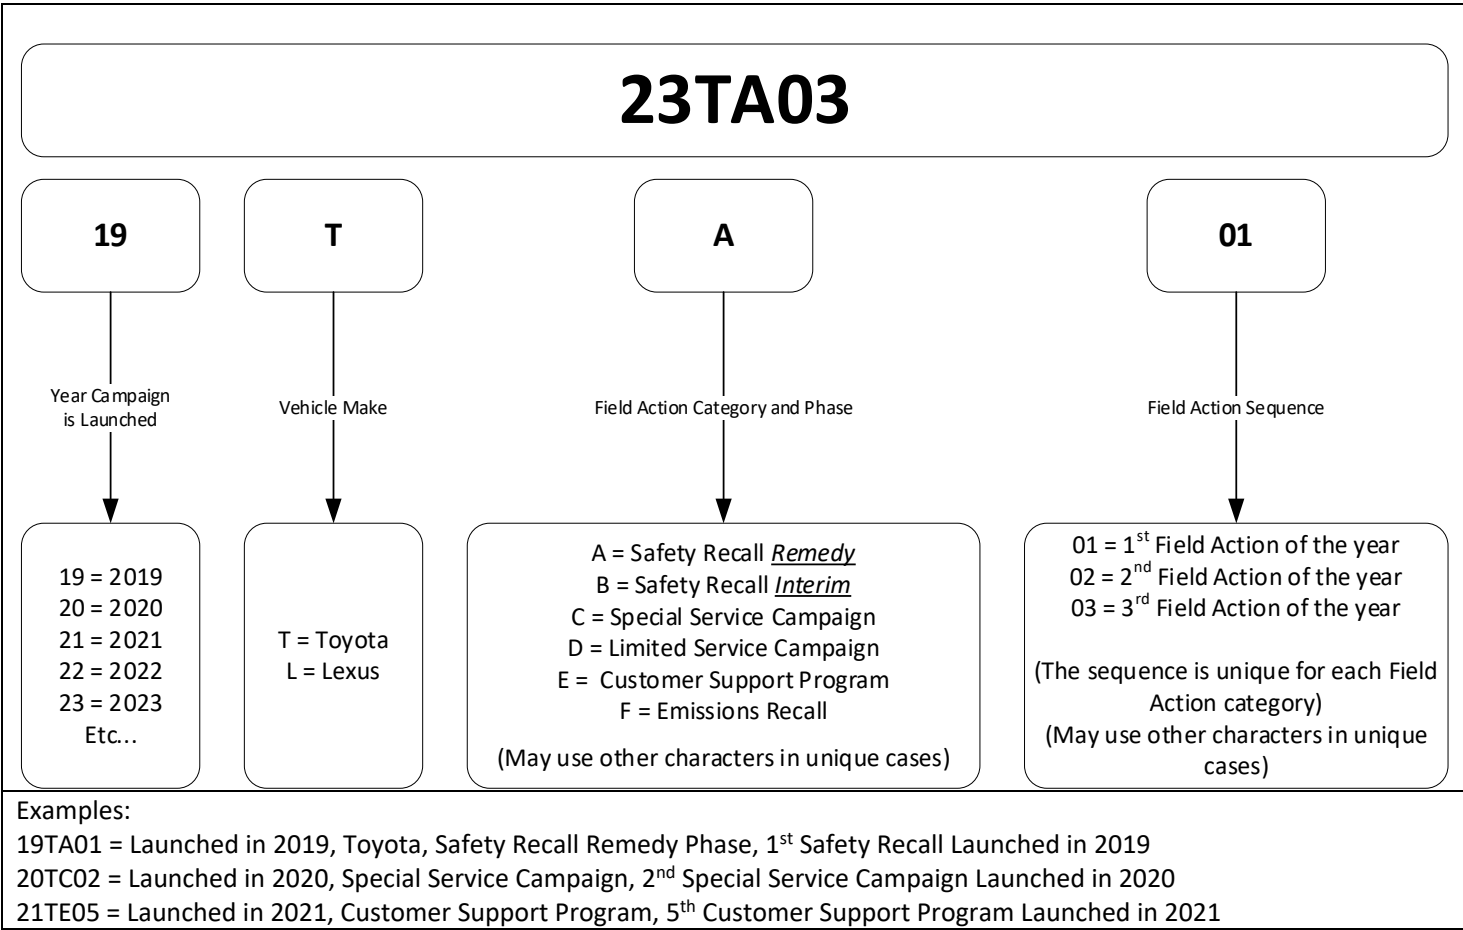 23TA03
19
T
A
01
Year Campaign
is Launched
Vehicle Make
Field Action Category and Phase
Field Action Sequence
19 = 2019
20 = 2020
21 = 2021
22 = 2022
23 = 2023
Etc...
T = Toyota
L = Lexus
A = Safety Recall Remedy
B = Safety Recall Interim
C = Special Service Campaign
D = Limited Service Campaign
E =  Customer Support Program
F = Emissions Recall
(May use other characters in unique cases)
01 = 1st Field Action of the year
02 = 2nd Field Action of the year
03 = 3rd Field Action of the year
(The sequence is unique for each Field
Action category)
(May use other characters in unique
cases)
Examples:
19TA01 = Launched in 2019, Toyota, Safety Recall Remedy Phase, 1st Safety Recall Launched in 2019
20TC02 = Launched in 2020, Special Service Campaign, 2nd Special Service Campaign Launched in 2020
21TE05 = Launched in 2021, Customer Support Program, 5th Customer Support Program Launched in 2021